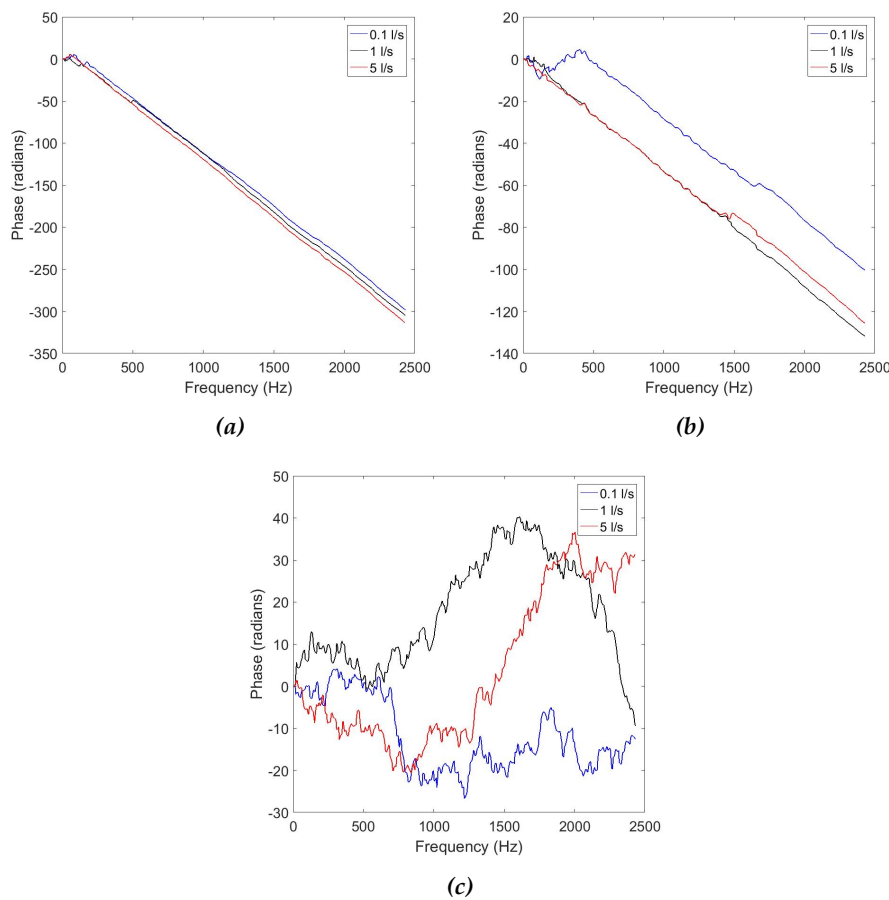 50
0
-50
-100
-150
-200
-250
-300
-350
Phase (radians)
0 500 1000 1500 2000 2500
Frequency (Hz)
0.1 l/s
1 l/s
5 l/s
(a)
20
0
-20
-40
-60
-80
-100
-120
-140
Phase (radians)
0 500 1000 1500 2000 2500
Frequency (Hz)
0.1 l/s
1 l/s
5 l/s
(b)
50
40
30
20
10
0
-10
-20
-30
Phase (radians)
0 500 1000 1500 2000 2500
Frequency (Hz)
0.1 l/s
1 l/s
5 l/s
(c)